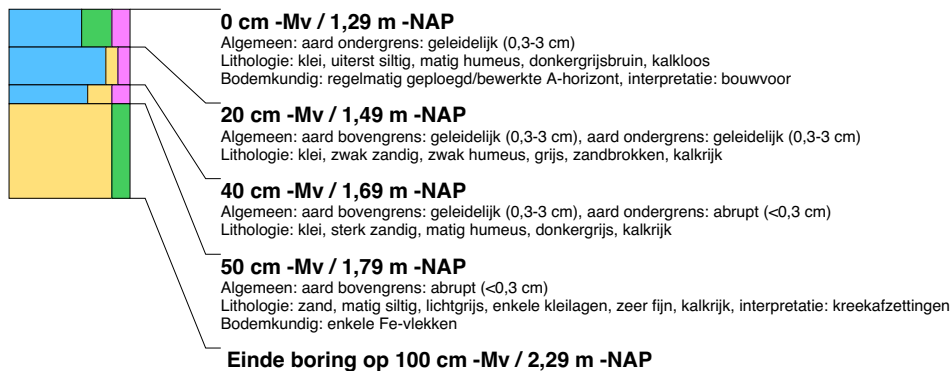 0 cm -Mv / 1,29 m -NAP
Algemeen: aard ondergrens: geleidelijk (0,3-3 cm)
Lithologie: klei, uiterst siltig, matig humeus, donkergrijsbruin, kalkloos
Bodemkundig: regelmatig geploegd/bewerkte A-horizont, interpretatie: bouwvoor
20 cm -Mv / 1,49 m -NAP
Algemeen: aard bovengrens: geleidelijk (0,3-3 cm), aard ondergrens: geleidelijk (0,3-3 cm)
Lithologie: klei, zwak zandig, zwak humeus, grijs, zandbrokken, kalkrijk
40 cm -Mv / 1,69 m -NAP
Algemeen: aard bovengrens: geleidelijk (0,3-3 cm), aard ondergrens: abrupt (<0,3 cm)
Lithologie: klei, sterk zandig, matig humeus, donkergrijs, kalkrijk
50 cm -Mv / 1,79 m -NAP
Algemeen: aard bovengrens: abrupt (<0,3 cm)
Lithologie: zand, matig siltig, lichtgrijs, enkele kleilagen, zeer fijn, kalkrijk, interpretatie: kreekafzettingen
Bodemkundig: enkele Fe-vlekken
Einde boring op 100 cm -Mv / 2,29 m -NAP